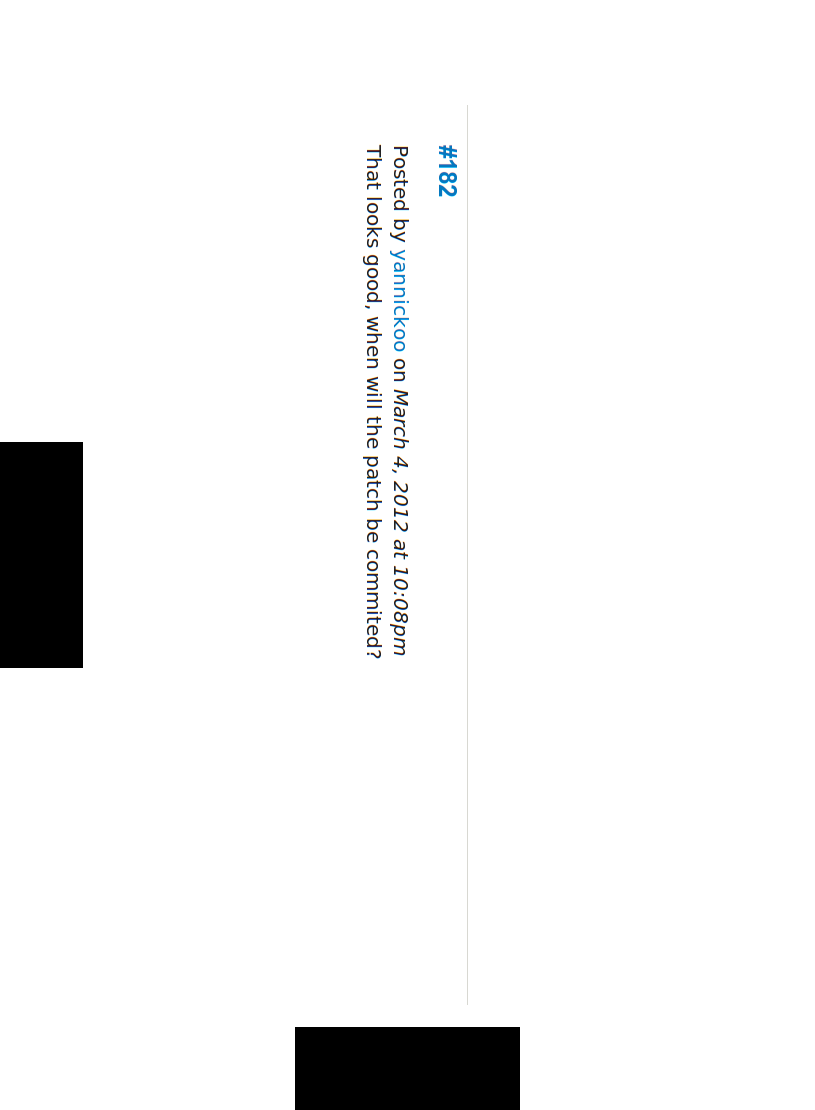 #182
Posted by yannickoo on March 4, 2012 at 10:08pm
That looks good, when will the patch be commited?